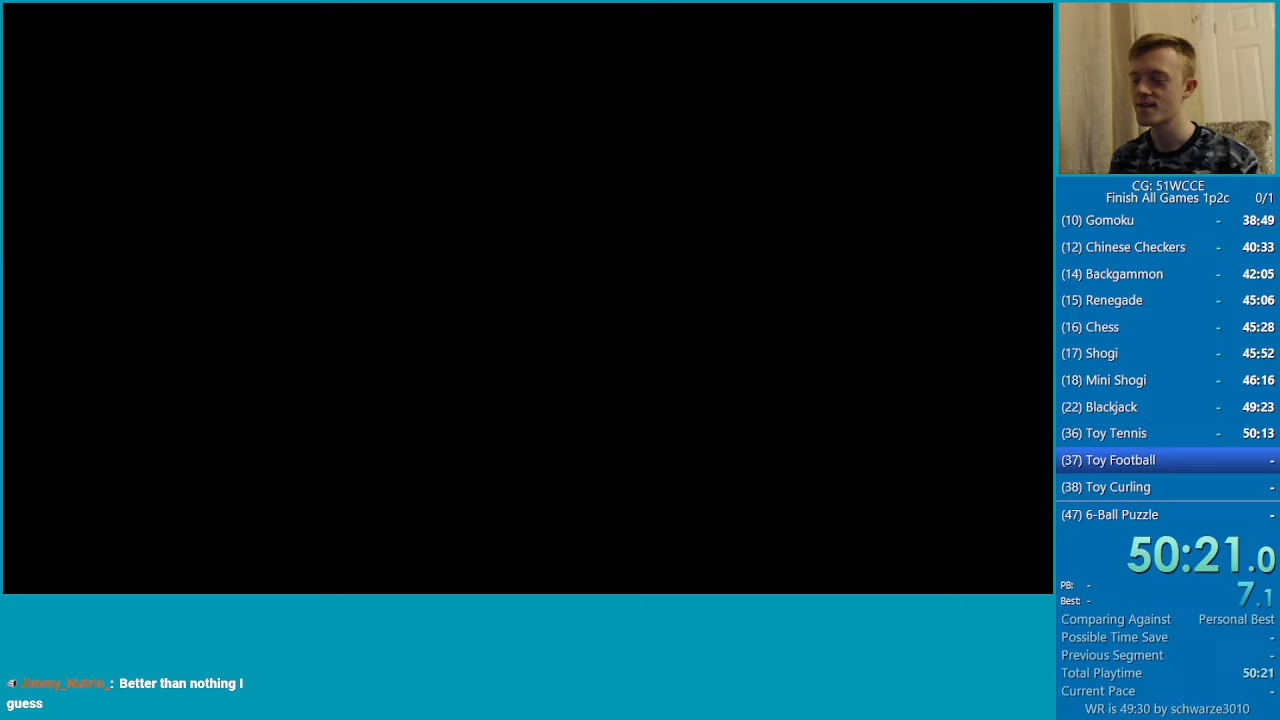 CG: 51WCCE
Finish All Games 1p2c 0/1
(10) Gomoku - 38:49
(12) Chinese Checkers - 40:33
(14) Backgammon - 42:05
(15) Renegade - 45:06
(16) Chess - 45:28
(17) Shogi - 45:52
(18) Mini Shogi - 46:16
(22) Blackjack - 49:23
(36) Toy Tennis - 50:13
(37) Toy Football -
(38) Toy Curling -
(47) 6-Ball Puzzle -
50:21.0
PB: - 7.1
Best: -
Comparing Against Personal Best
Possible Time Save -
Previous Segment -
Total Playtime 50:21
Current Pace -
WR is 49:30 by schwarze3010
Jimmy_Nutrin_: Better than nothing I
guess